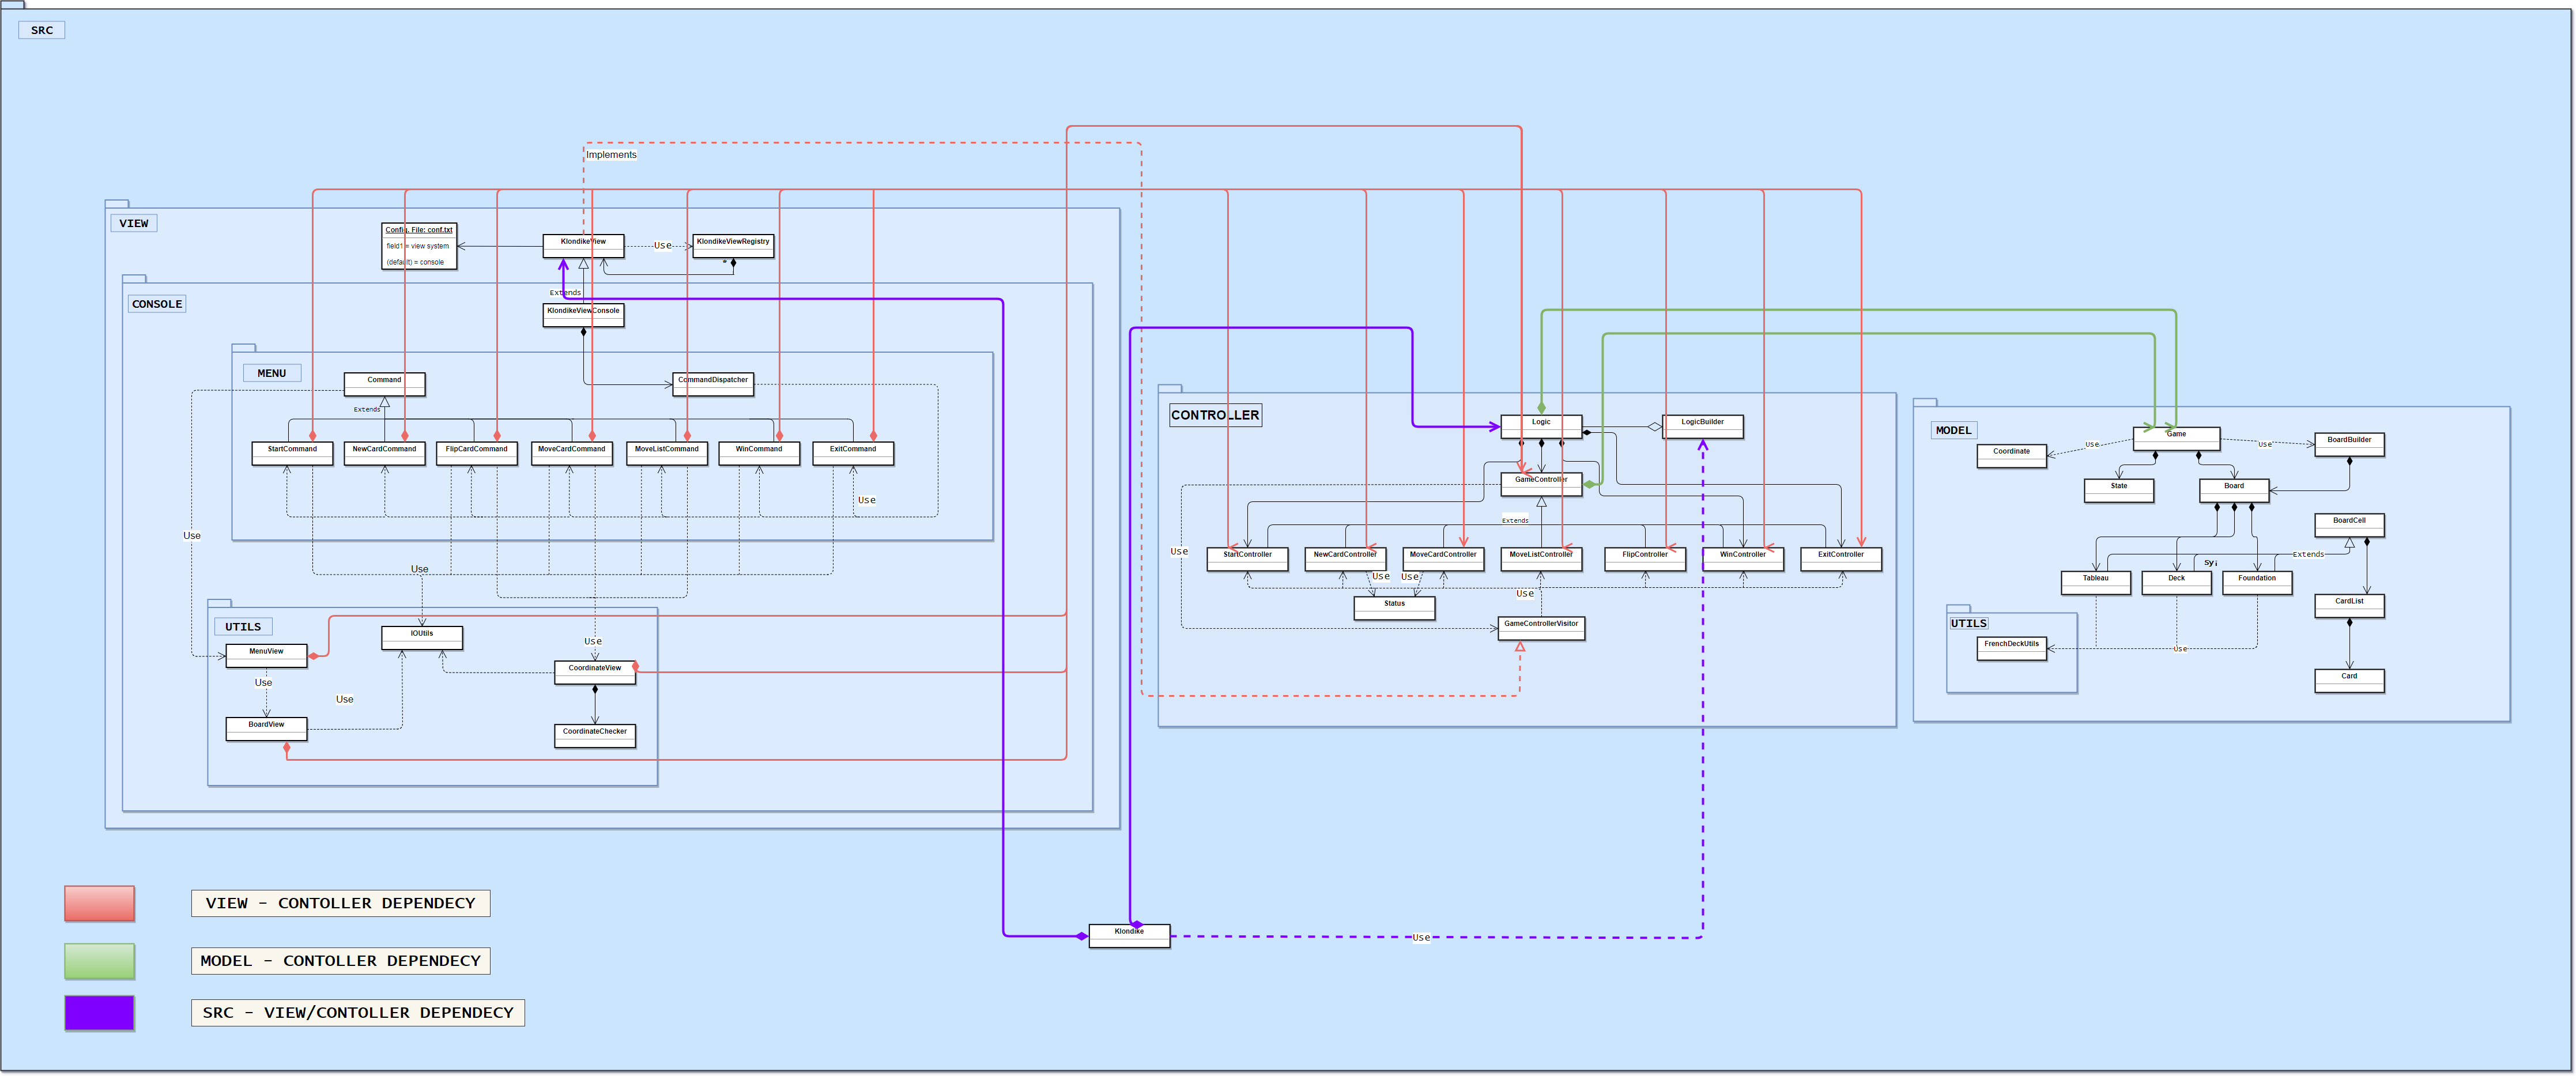 SRC
Implements
VIEW
Config. File: conf.txt
field1 = view system
(default) = console
KlondikeView
Use
KlondikeViewRegistry
*
CONSOLE
Extends
KlondikeViewConsole
MENU
Command
CommandDispatcher
Extends
StartCommand
NewCardCommand
FlipCardCommand
MoveCardCommand
MoveListCommand
WinCommand
ExitCommand
Use
Use
Use
UTILS
IOUtils
Use
MenuView
CoordinateView
Use
Use
BoardView
CoordinateChecker
CONTROLLER
Logic
LogicBuilder
GameController
Extends
Use
StartController
NewCardController
MoveCardController
MoveListController
FlipController
WinController
ExitController
Use
Use
Use
Status
GameControllerVisitor
MODEL
Game
Use
Use
BoardBuilder
Coordinate
State
Board
BoardCell
Extends
Sy¡
Tableau
Deck
Foundation
CardList
UTILS
FrenchDeckUtils
Use
Card
VIEW - CONTOLLER DEPENDECY
Klondike
Use
MODEL - CONTOLLER DEPENDECY
SRC - VIEW/CONTOLLER DEPENDECY